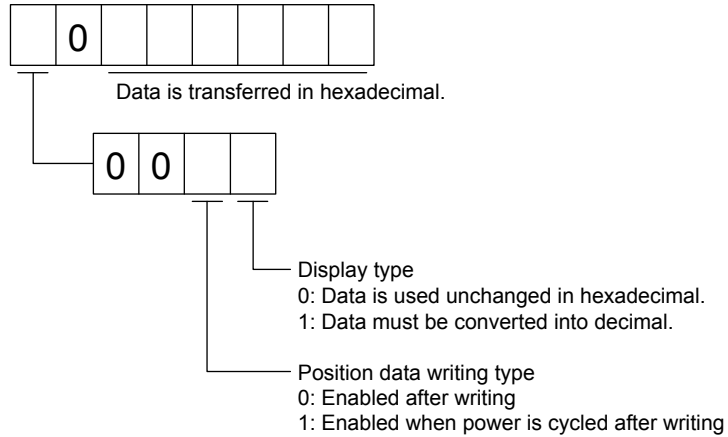 0
Data is transferred in hexadecimal.
0 0
Display type
0: Data is used unchanged in hexadecimal.
1: Data must be converted into decimal.
Position data writing type
0: Enabled after writing
1: Enabled when power is cycled after writing